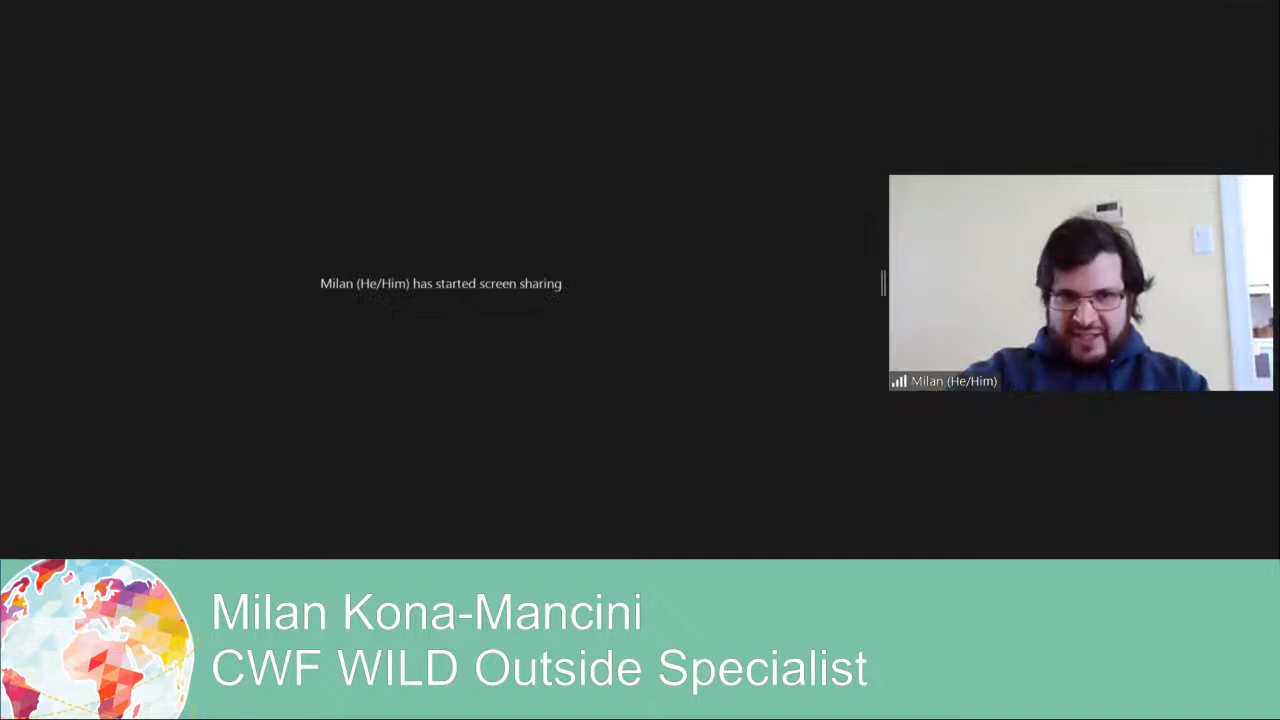 Milan (He/Him) has started screen sharing
Milan (He/Him)
Milan Kona-Mancini
CWF WILD Outside Specialist